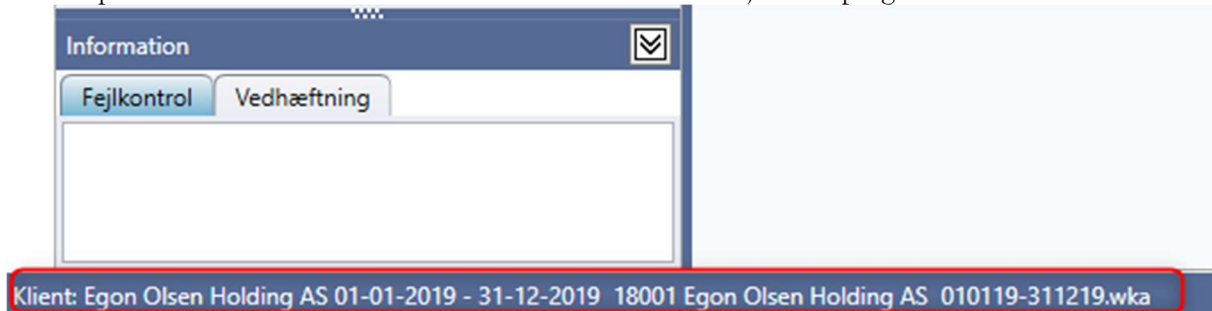 Information
Fejlkontrol Vedhæftning
Klient: Egon Olsen Holding AS 01-01-2019 - 31-12-2019 18001 Egon Olsen Holding AS 010119-311219.wka